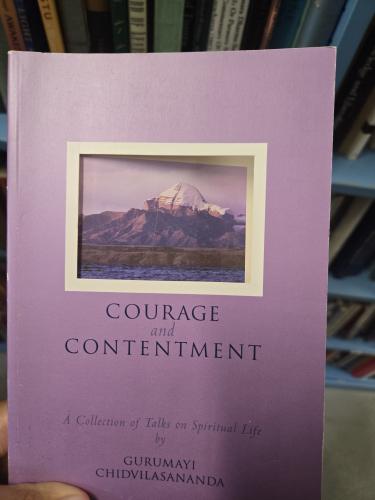 COURAGE
and
CONTENTMENT
A Collection of Talks on Spiritual Life
by
GURUMAYI
CHIDVILASANANDA